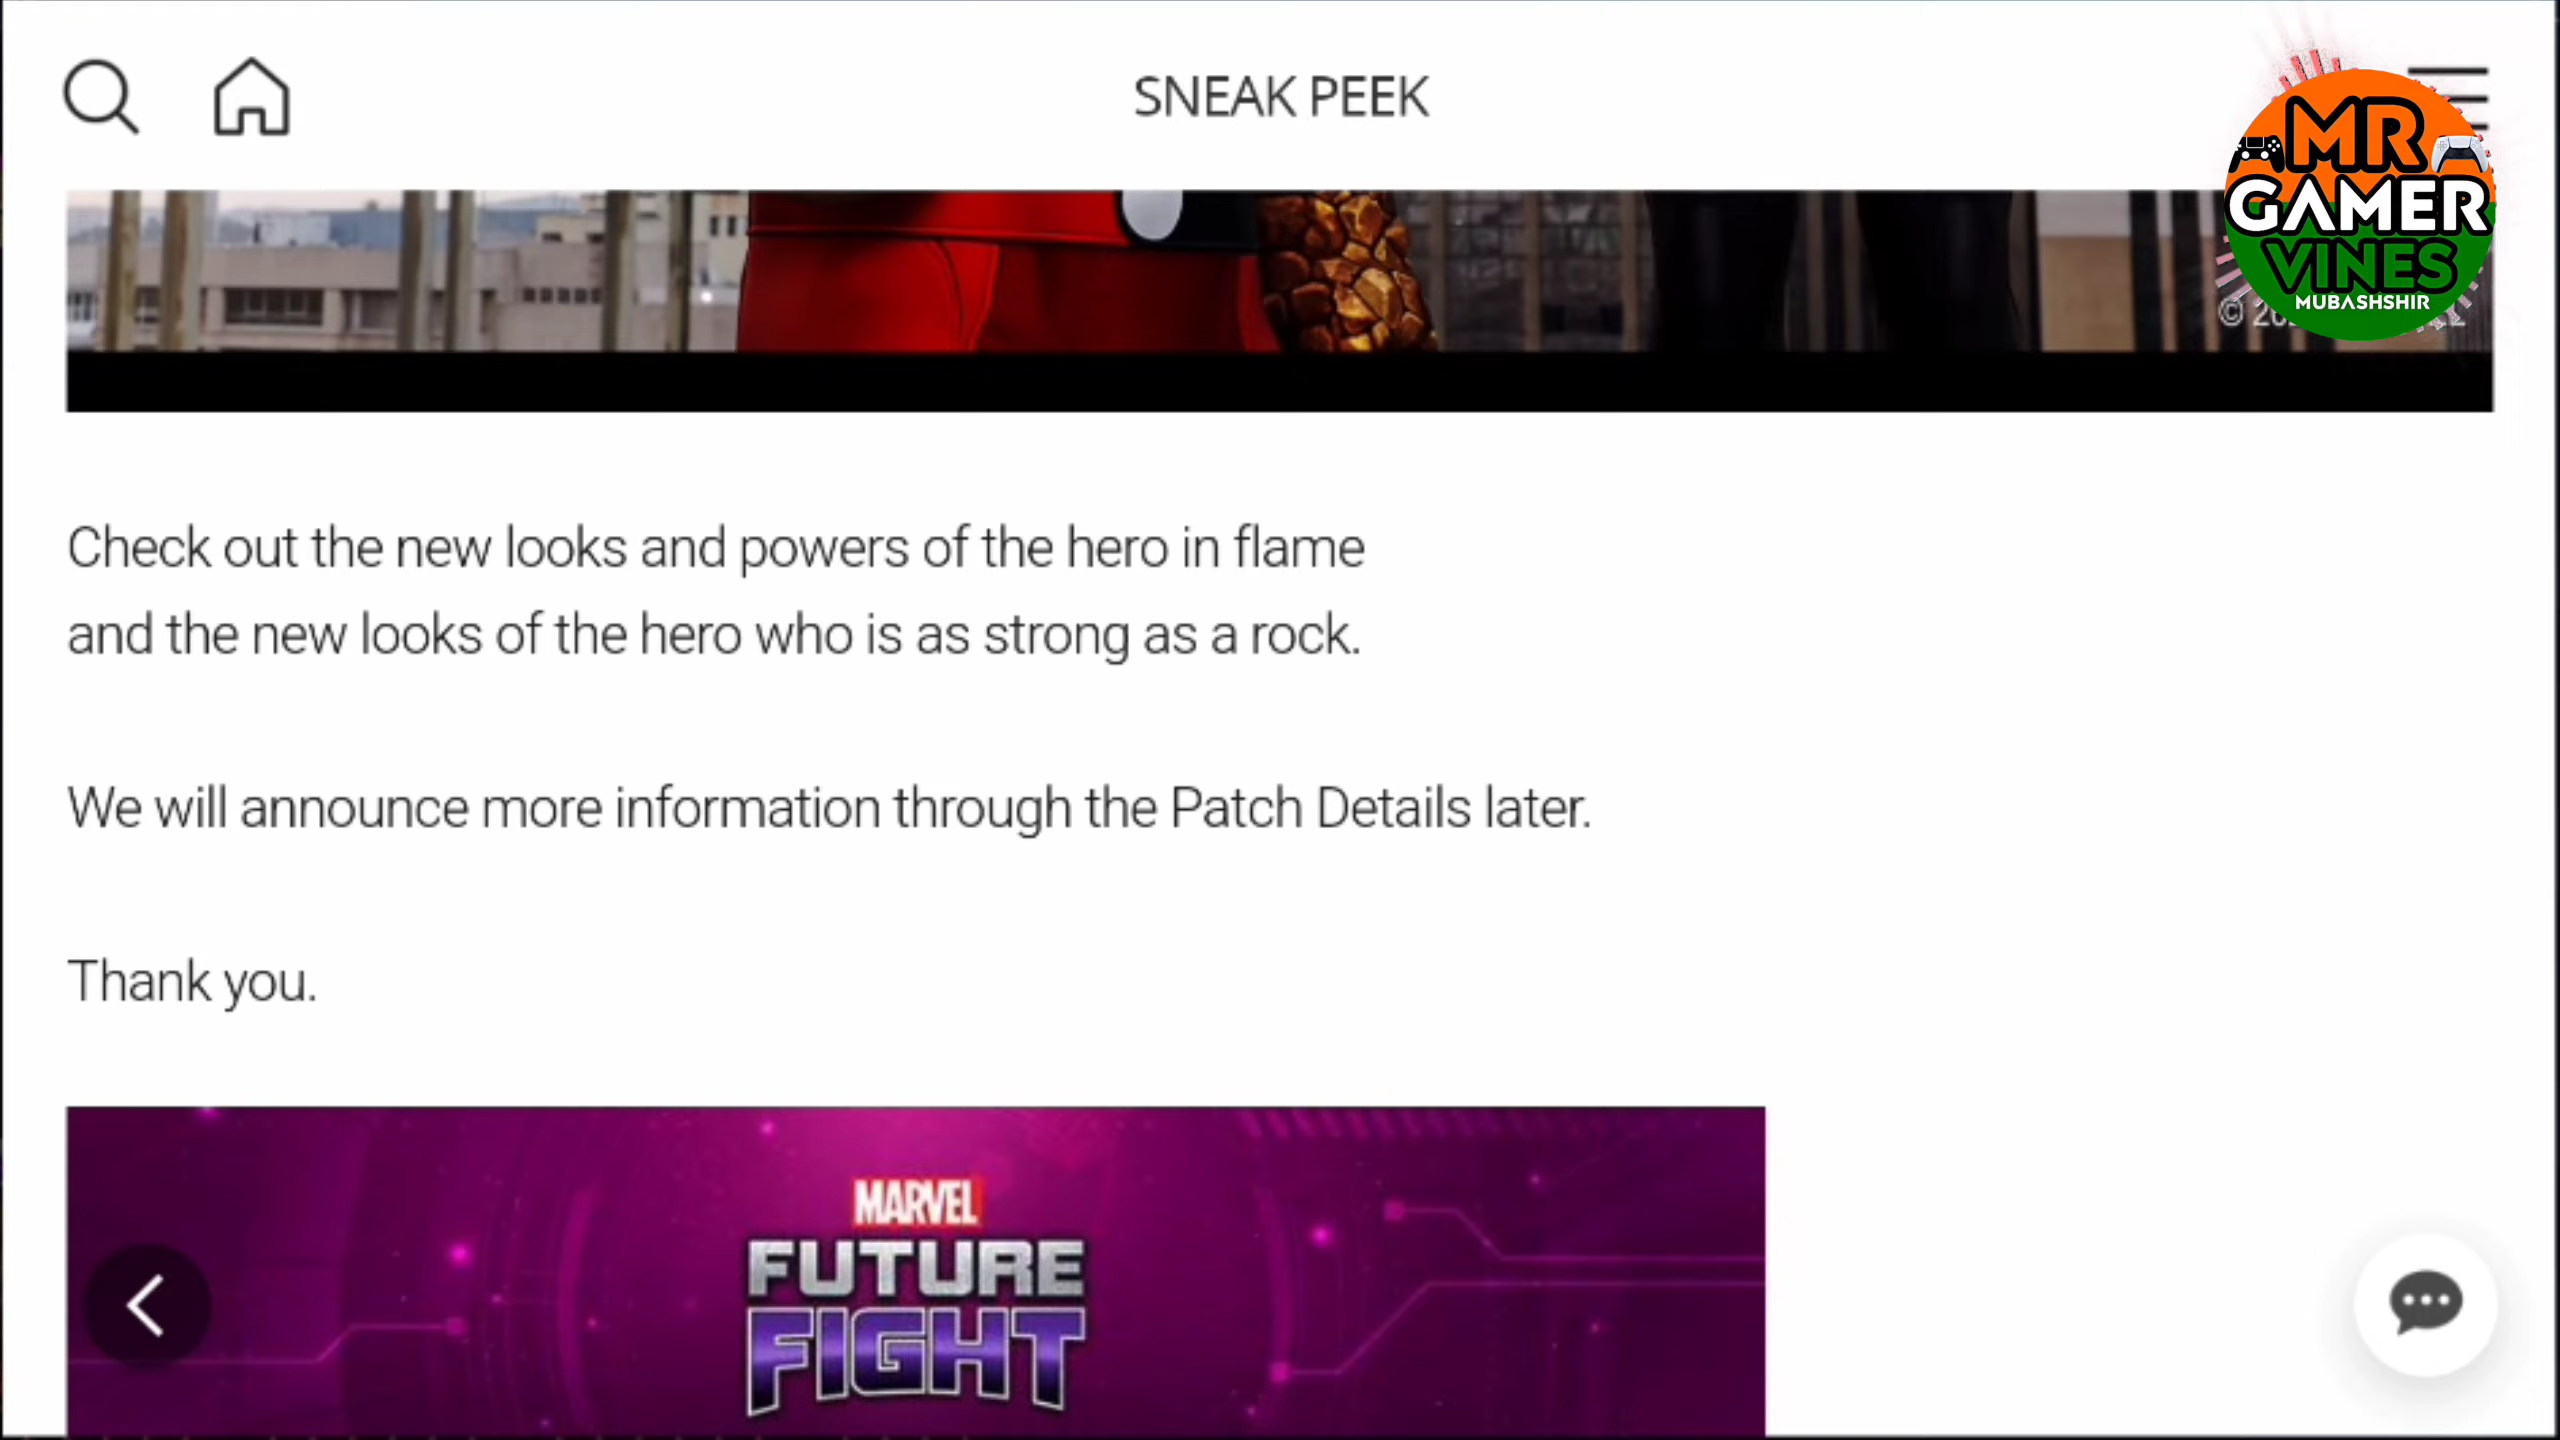 SNEAK PEEK
MR
GAMER
VINES
MUBASHSHIR
Check out the new looks and powers of the hero in flame
and the new looks of the hero who is as strong as a rock.
We will announce more information through the Patch Details later.
Thank you.
MARVEL
FUTURE
FIGHT